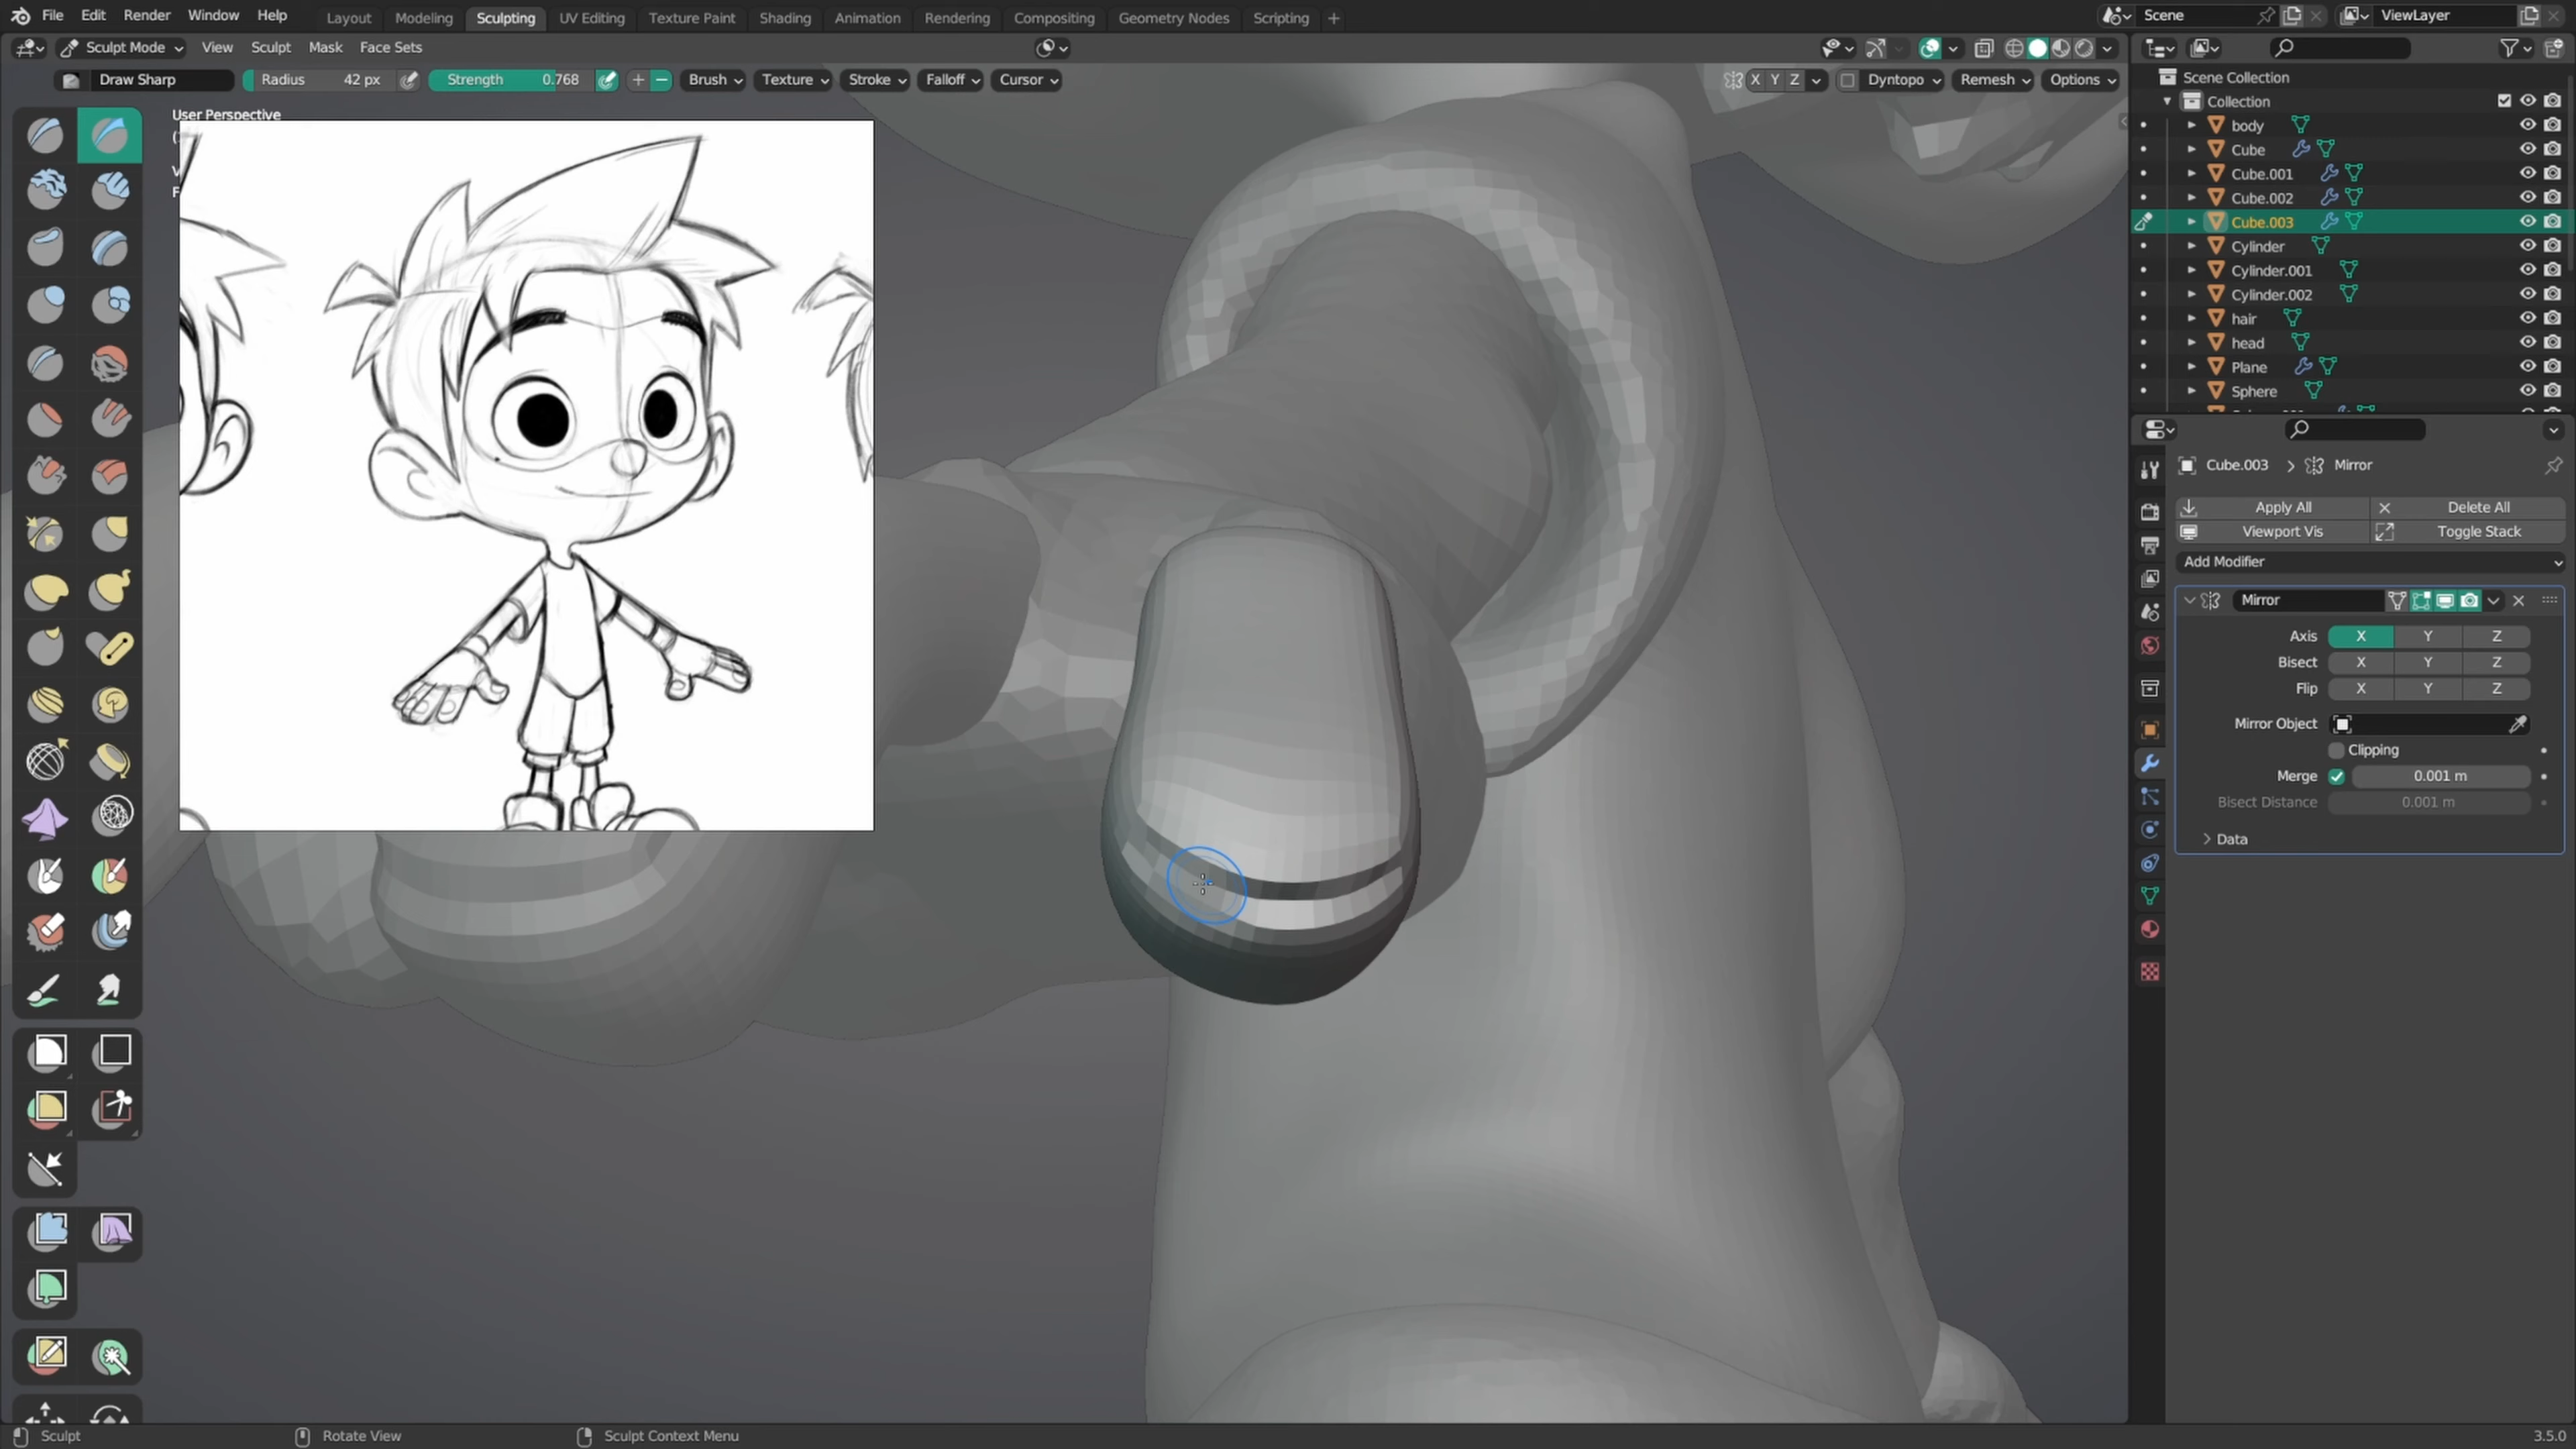 File Edit Render Window Help
Layout Modeling Sculpting UV Editing Texture Paint Shading Animation Rendering Compositing Geometry Nodes Scripting +
Scene ViewLayer
Sculpt Mode View Sculpt Mask Face Sets
Draw Sharp Radius 42 px Strength 0.768 Brush Texture Stroke Falloff Cursor X Y Z Dyntopo Remesh Options
User Perspective
Scene Collection
Collection
body
Cube
Cube.001
Cube.002
Cube.003
Cylinder
Cylinder.001
Cylinder.002
hair
head
Plane
Sphere
Cube.003 > Mirror
Apply All Delete All
Viewport Vis Toggle Stack
Add Modifier
Mirror
Axis X Y Z
Bisect X Y Z
Flip X Y Z
Mirror Object
Clipping
Merge 0.001 m
Bisect Distance 0.001 m
Data
Sculpt Rotate View Sculpt Context Menu 3.5.0